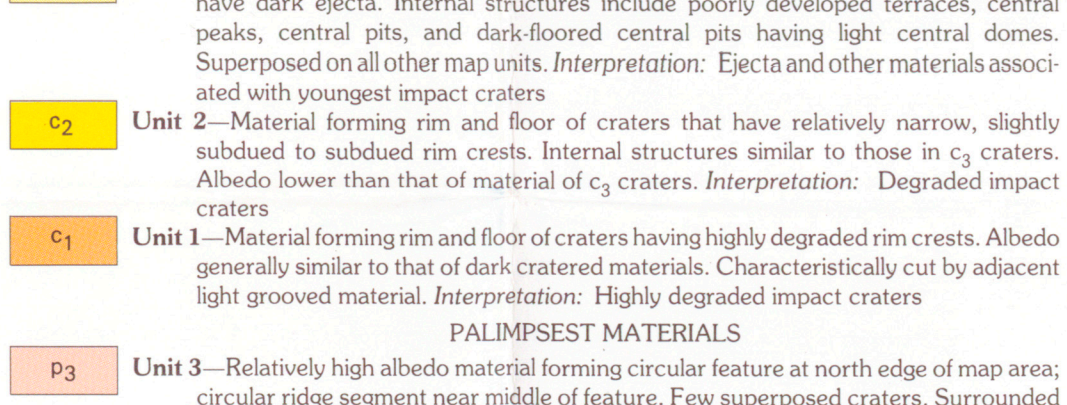 have dark ejecta. Internal structures include poorly developed terraces, central
peaks, central pits, and dark-floored central pits having light central domes.
Superposed on all other map units. Interpretation: Ejecta and other materials associ-
ated with youngest impact craters
c2 Unit 2—Material forming rim and floor of craters that have relatively narrow, slightly
subdued to subdued rim crests. Internal structures similar to those in c3 craters.
Albedo lower than that of material of c3 craters. Interpretation: Degraded impact
craters
c1 Unit 1—Material forming rim and floor of craters having highly degraded rim crests. Albedo
generally similar to that of dark cratered materials. Characteristically cut by adjacent
light grooved material. Interpretation: Highly degraded impact craters
PALIMPSEST MATERIALS
p3 Unit 3—Relatively high albedo material forming circular feature at north edge of map area;
circular ridge segment near middle of feature. Few superposed craters. Surrounded